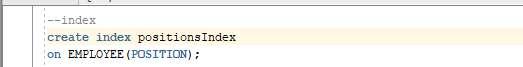 --index
create index positionsIndex
on EMPLOYEE(POSITION);